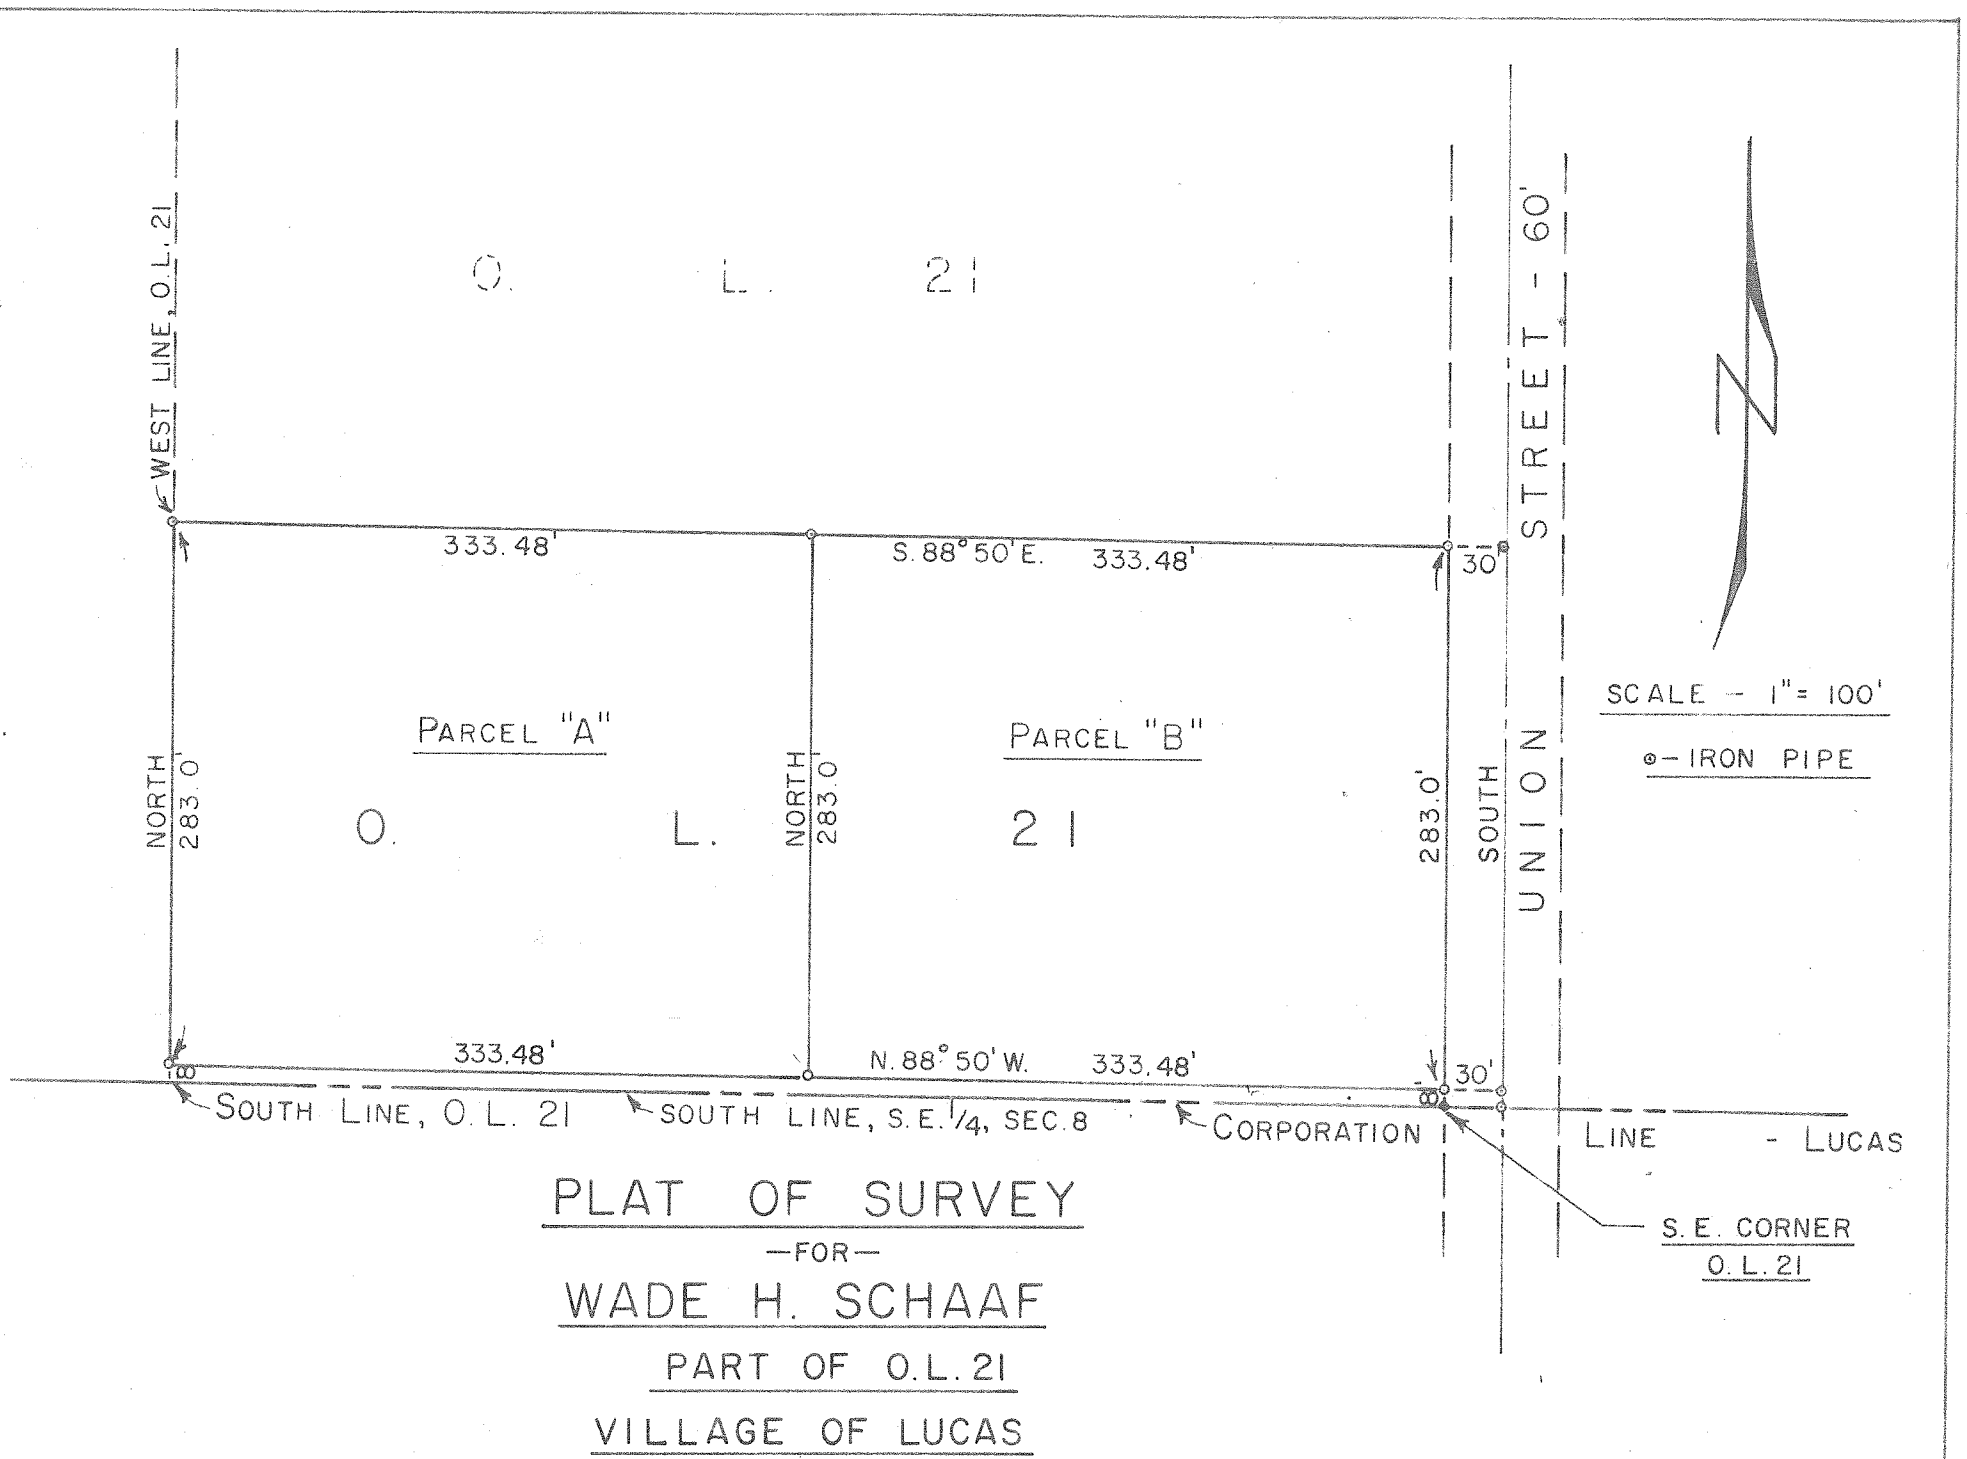 WEST LINE, O.L. 21
O. L. 21
STREET - 60'
333.48'
S. 88° 50' E. 333.48'
30'
SCALE - 1" = 100'
⊙ - IRON PIPE
PARCEL "A"
PARCEL "B"
NORTH
283.0'
NORTH
283.0'
283.0'
SOUTH
UNION
O. L. 21
333.48'
N. 88° 50' W. 333.48'
30'
8
8
SOUTH LINE, O.L. 21
SOUTH LINE, S.E. 1/4, SEC. 8
CORPORATION LINE - LUCAS
S.E. CORNER
O.L. 21
PLAT OF SURVEY
—FOR—
WADE H. SCHAAF
PART OF O.L. 21
VILLAGE OF LUCAS